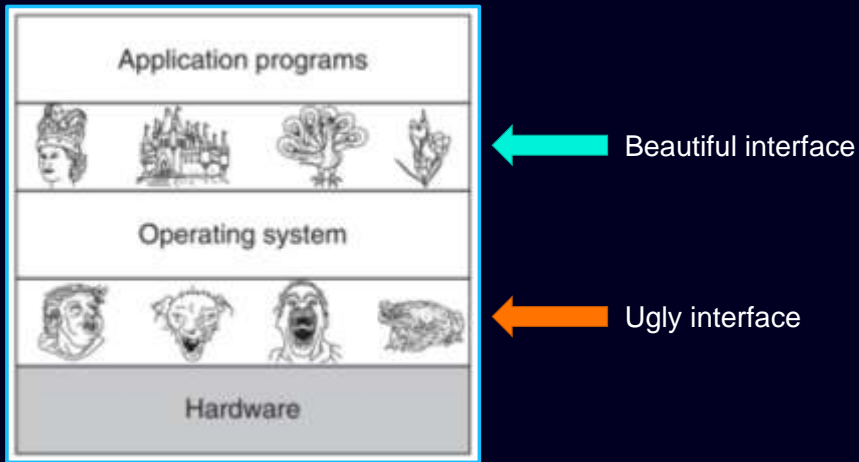 Application programs
Beautiful interface
Operating system
Ugly interface
Hardware